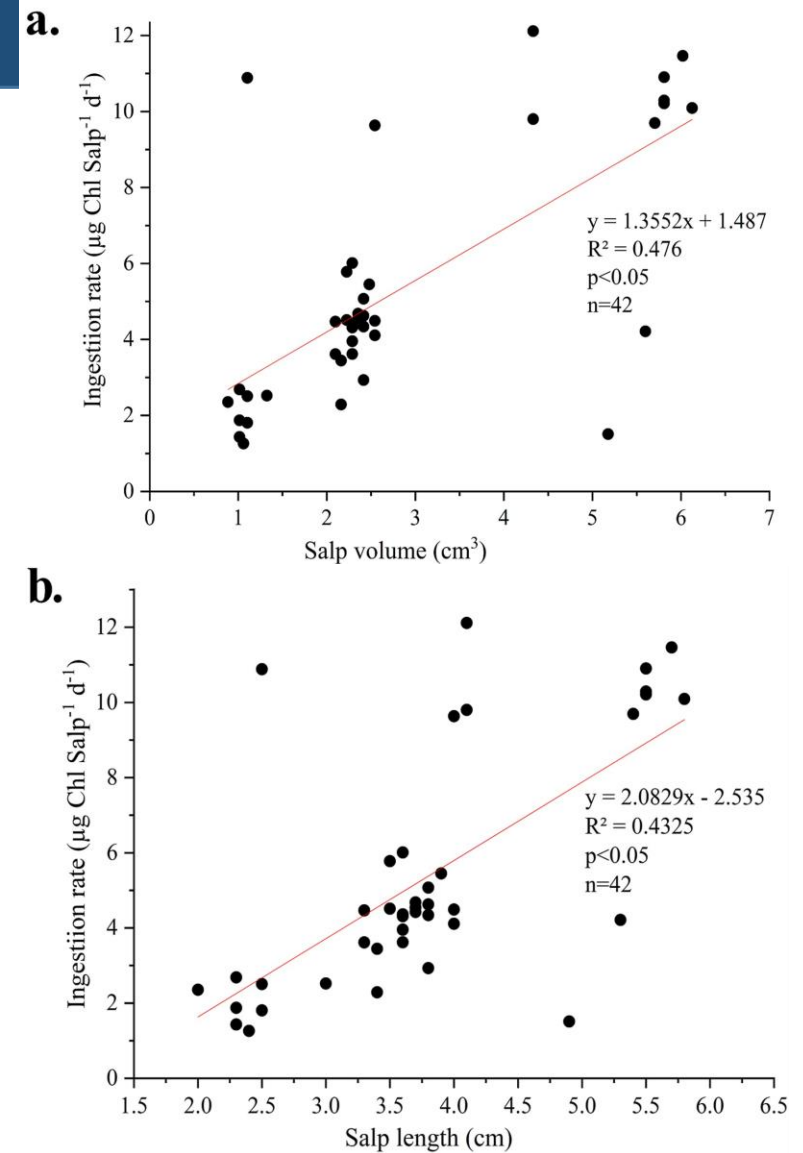 a.
12
10
8
6
4
2
0
Ingestiion rate (µg Chl Salp⁻¹ d⁻¹)
y = 1.3552x + 1.487
R² = 0.476
p<0.05
n=42
0 1 2 3 4 5 6 7
Salp volume (cm³)
b.
12
10
8
6
4
2
0
Ingestiion rate (µg Chl Salp⁻¹ d⁻¹)
y = 2.0829x - 2.535
R² = 0.4325
p<0.05
n=42
1.5 2.0 2.5 3.0 3.5 4.0 4.5 5.0 5.5 6.0 6.5
Salp length (cm)